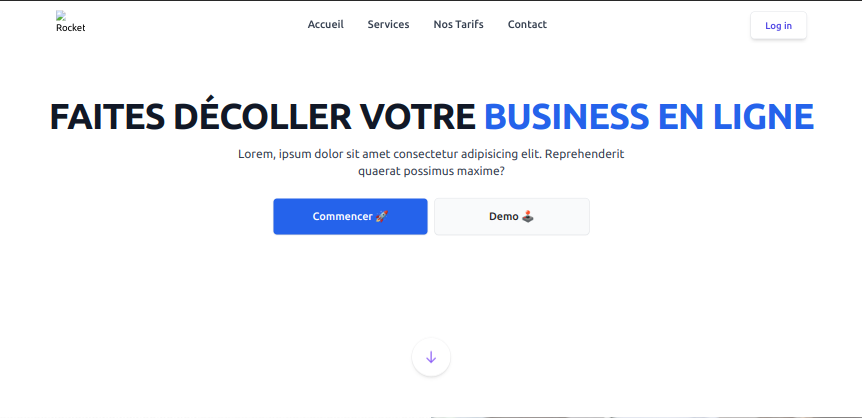 Rocket
Accueil Services Nos Tarifs Contact
Log in
FAITES DÉCOLLER VOTRE BUSINESS EN LIGNE
Lorem, ipsum dolor sit amet consectetur adipisicing elit. Reprehenderit
quaerat possimus maxime?
Commencer 🚀
Demo 🕹️